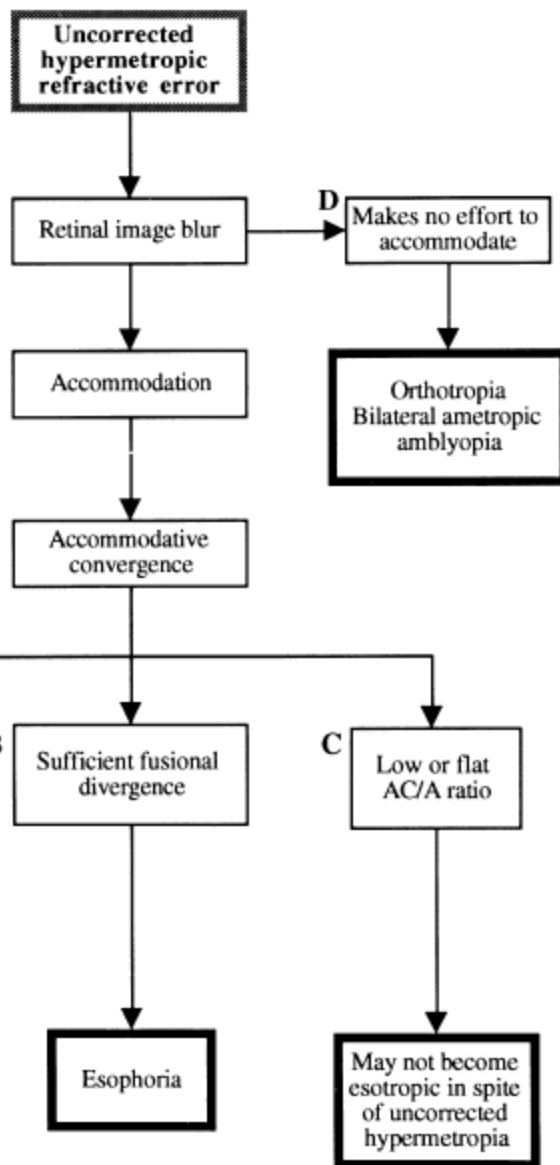 Uncorrected
hypermetropic
refractive error
Retinal image blur
D
Makes no effort to
accommodate
Accommodation
Orthotropia
Bilateral ametropic
amblyopia
Accommodative
convergence
Sufficient fusional
divergence
C
Low or flat
AC/A ratio
Esophoria
May not become
esotropic in spite
of uncorrected
hypermetropia